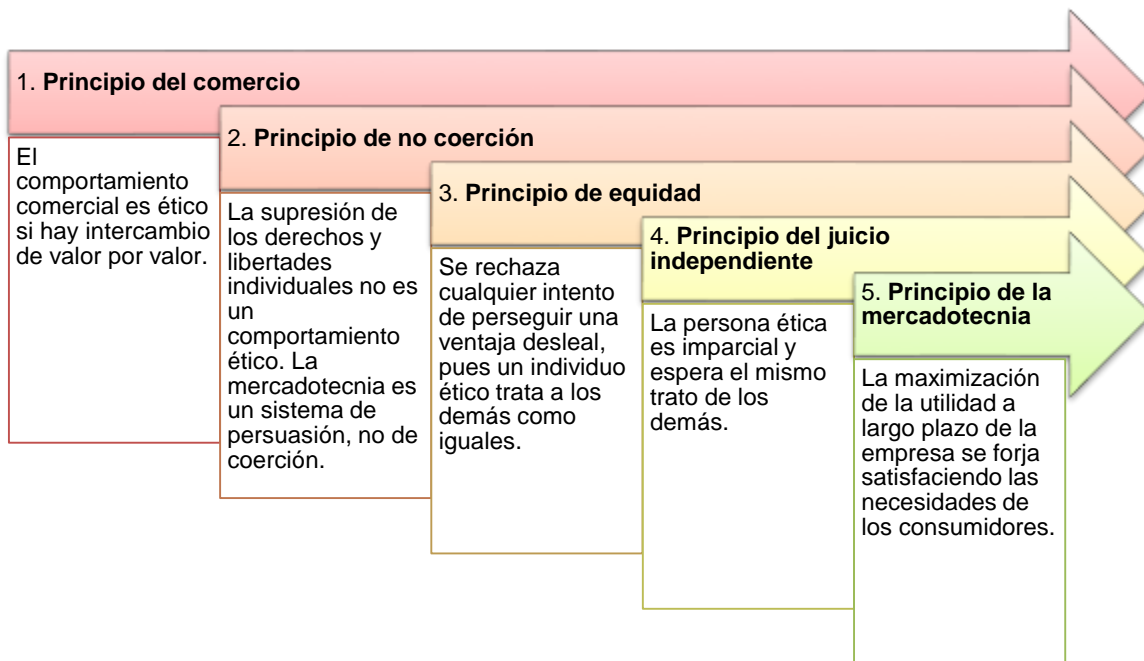 1. Principio del comercio
El
comportamiento
comercial es ético
si hay intercambio
de valor por valor.
2. Principio de no coerción
La supresión de
los derechos y
libertades
individuales no es
un
comportamiento
ético. La
mercadotecnia es
un sistema de
persuasión, no de
coerción.
3. Principio de equidad
Se rechaza
cualquier intento
de perseguir una
ventaja desleal,
pues un individuo
ético trata a los
demás como
iguales.
4. Principio del juicio
independiente
La persona ética
es imparcial y
espera el mismo
trato de los
demás.
5. Principio de la
mercadotecnia
La maximización
de la utilidad a
largo plazo de la
empresa se forja
satisfaciendo las
necesidades de
los consumidores.